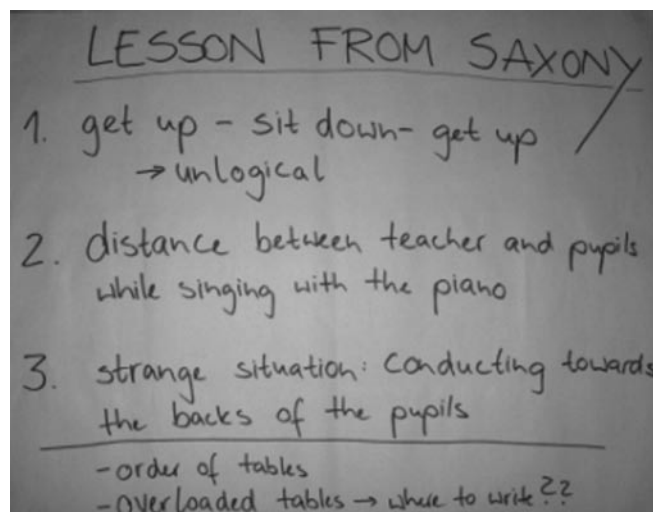 LESSON FROM SAXONY
1. get up - sit down - get up
→ unlogical
2. distance between teacher and pupils
while singing with the piano
3. strange situation: conducting towards
the backs of the pupils
- order of tables
- overloaded tables → where to write??